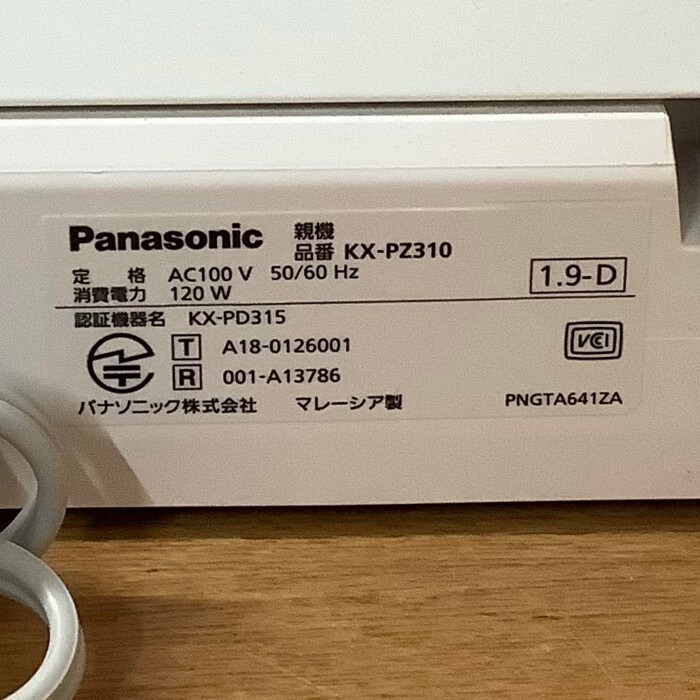 Panasonic 親機 品番 KX-PZ310
定 格 AC100 V 50/60 Hz
消費電力 120 W
1.9-D
認証機器名 KX-PD315
T A18-0126001
R 001-A13786
VCI
パナソニック株式会社 マレーシア製 PNGTA641ZA